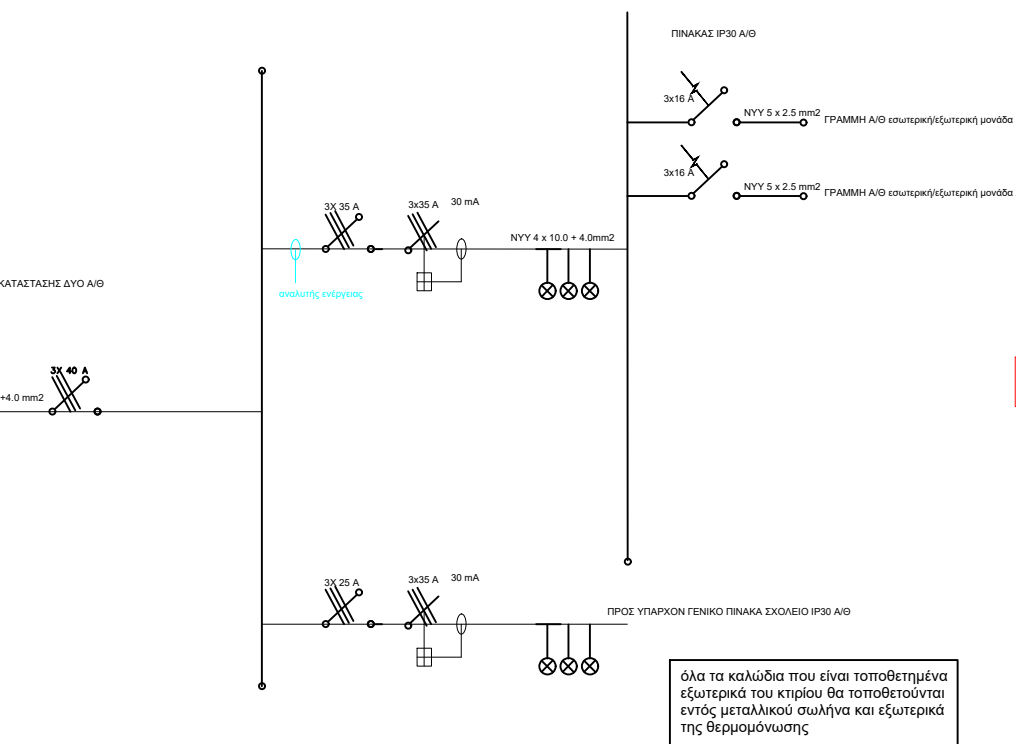 ΠΙΝΑΚΑΣ IP30 Α/Θ
3x16 A
NYY 5 x 2.5 mm2
ΓΡΑΜΜΗ Α/Θ εσωτερική/εξωτερική μονάδα
3x16 A
NYY 5 x 2.5 mm2
ΓΡΑΜΜΗ Α/Θ εσωτερική/εξωτερική μονάδα
3X 35 A
3x35 A
30 mA
NYY 4 x 10.0 + 4.0mm2
ΚΑΤΑΣΤΑΣΗΣ ΔΥΟ Α/Θ
αναλυτής ενέργειας
3X 40 A
+4.0 mm2
3X 25 A
3x35 A
30 mA
ΠΡΟΣ ΥΠΑΡΧΟΝ ΓΕΝΙΚΟ ΠΙΝΑΚΑ ΣΧΟΛΕΙΟ IP30 Α/Θ
όλα τα καλώδια που είναι τοποθετημένα
εξωτερικά του κτιρίου θα τοποθετούνται
εντός μεταλλικού σωλήνα και εξωτερικά
της θερμομόνωσης